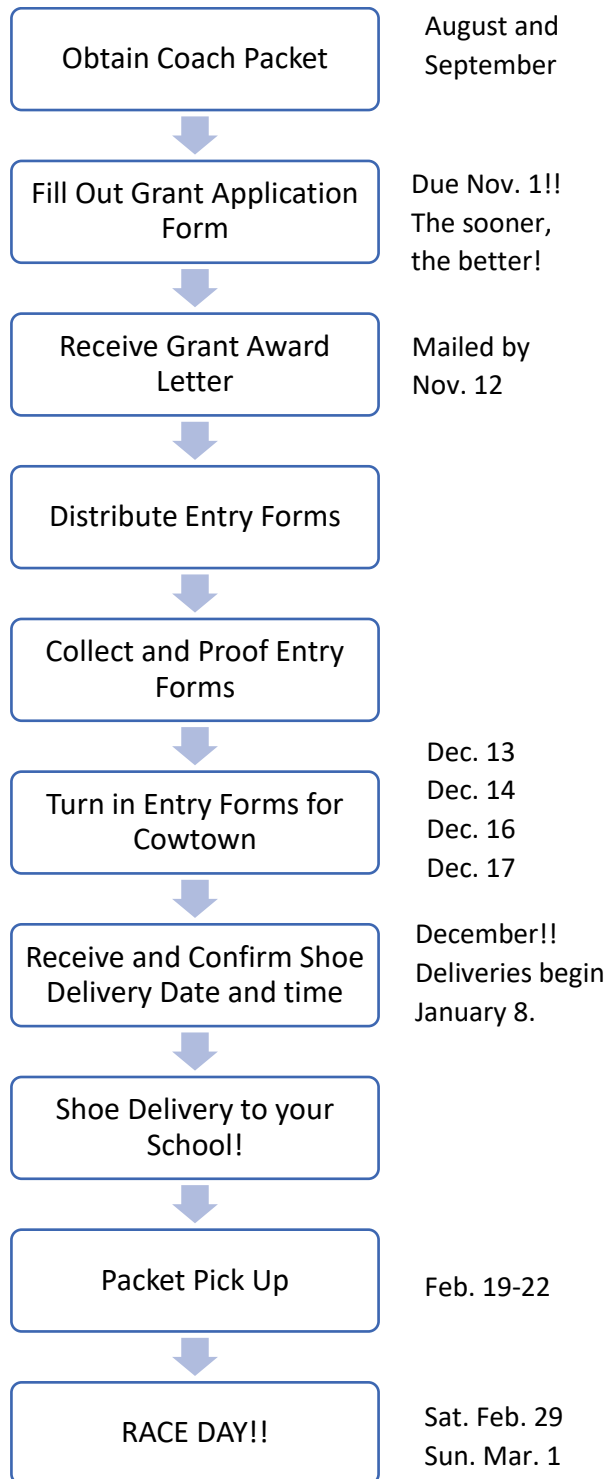 Obtain Coach Packet
August and
September
Fill Out Grant Application
Form
Due Nov. 1!!
The sooner,
the better!
Receive Grant Award
Letter
Mailed by
Nov. 12
Distribute Entry Forms
Collect and Proof Entry
Forms
Turn in Entry Forms for
Cowtown
Dec. 13
Dec. 14
Dec. 16
Dec. 17
Receive and Confirm Shoe
Delivery Date and time
December!!
Deliveries begin
January 8.
Shoe Delivery to your
School!
Packet Pick Up
Feb. 19-22
RACE DAY!!
Sat. Feb. 29
Sun. Mar. 1